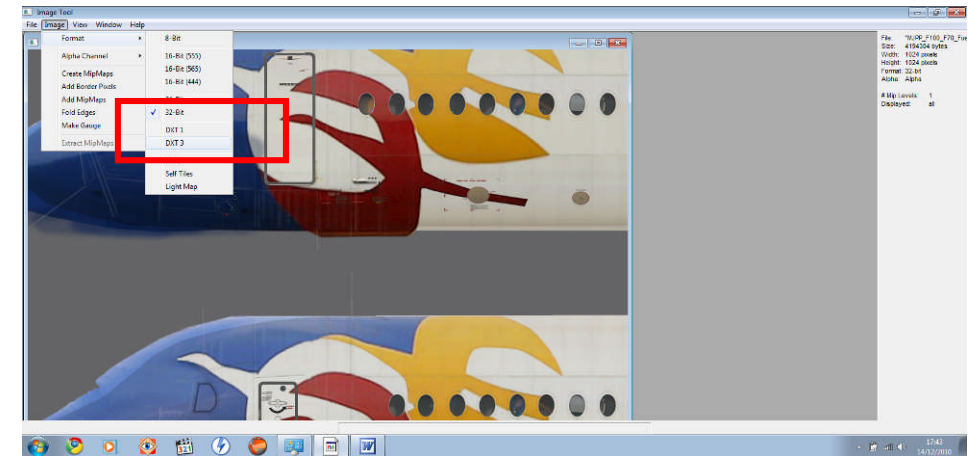 Image Tool
File Image View Window Help
Format
Alpha Channel
Create MipMaps
Add Border Pixels
Add MipMaps
Fold Edges
Make Gauge
Extract MipMaps
8-Bit
16-Bit (555)
16-Bit (565)
16-Bit (444)
32-Bit
DXT 1
DXT 3
Self Tiles
Light Map
File:
Size: 4194304 bytes
Width: 1024 pixels
Height: 1024 pixels
Format: 32-bit
Alpha: Alpha
# Mip Levels: 1
Displayed: all
17:43
14/12/2010